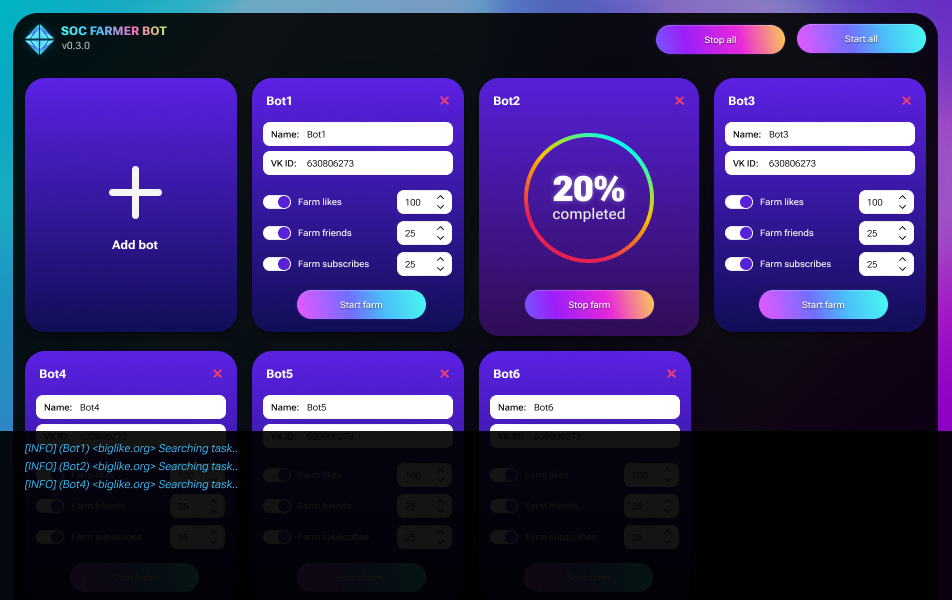 SOC FARMER BOT
v0.3.0
Stop all
Start all
Add bot
Bot1
Name: Bot1
VK ID: 630806273
Farm likes 100
Farm friends 25
Farm subscribes 25
Start farm
Bot2
20%
completed
Stop farm
Bot3
Name: Bot3
VK ID: 630806273
Farm likes 100
Farm friends 25
Farm subscribes 25
Start farm
Bot4
Name: Bot4
VK ID: 630806273
Farm friends 25
Farm subscribes 25
Start farm
Bot5
Name: Bot5
VK ID: 630806273
Farm likes 100
Farm friends 25
Farm subscribes 25
Start farm
Bot6
Name: Bot6
VK ID: 630806273
Farm likes 100
Farm friends 25
Farm subscribes 25
Start farm
[INFO] (Bot1) <biglike.org> Searching task..
[INFO] (Bot2) <biglike.org> Searching task..
[INFO] (Bot4) <biglike.org> Searching task..